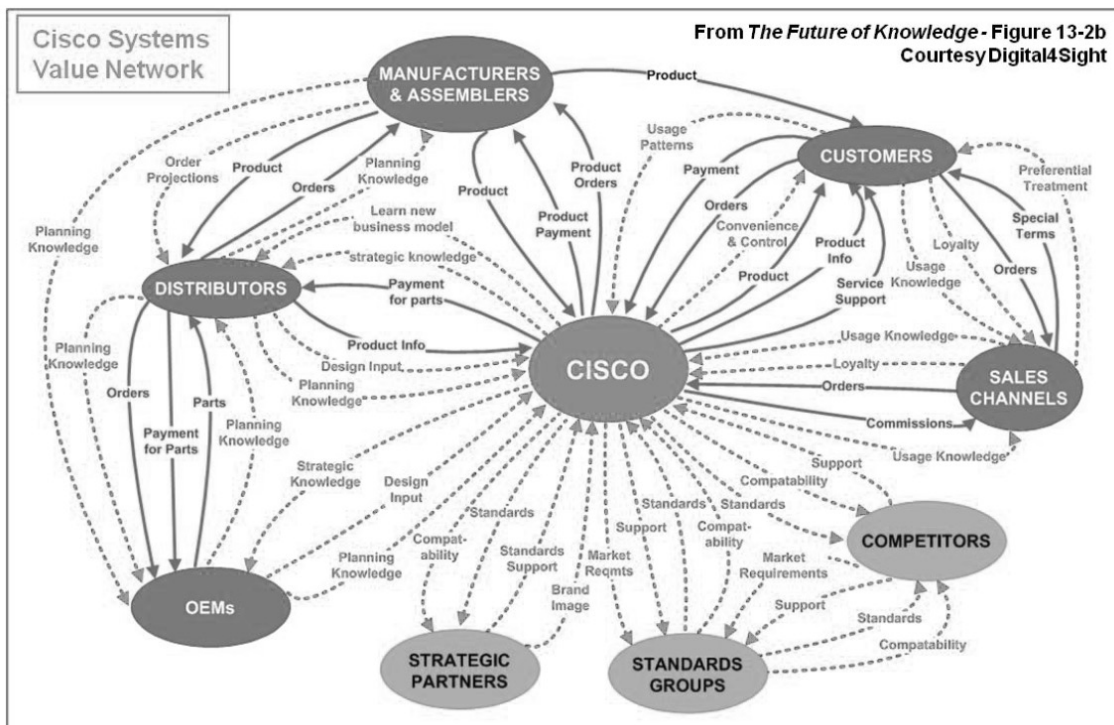 Cisco Systems
Value Network
From The Future of Knowledge - Figure 13-2b
Courtesy Digital4Sight
MANUFACTURERS
& ASSEMBLERS
Product
Usage
Patterns
CUSTOMERS
Order
Projections
Product
Orders
Planning
Knowledge
Product
Product
Orders
Payment
Preferential
Treatment
Planning
Knowledge
Learn new
business model
Product
Payment
Orders
Convenience
& Control
Product
Info
Loyalty
Special
Terms
strategic knowledge
DISTRIBUTORS
Payment
for parts
Product
Service
Support
Usage
Knowledge
Orders
Planning
Knowledge
Product Info
Design Input
Planning
Knowledge
CISCO
Usage Knowledge
Loyalty
Orders
Commissions
SALES
CHANNELS
Orders
Parts
Payment
for Parts
Planning
Knowledge
Usage Knowledge
Strategic
Knowledge
Design
Input
Support
Compatability
Standards
Compat-
ability
Standards
Support
Support
Standards
Compat-
ability
Standards
COMPETITORS
Planning
Knowledge
Brand
Image
Market
Reqmts
Market
Requirements
Support
Standards
Compatability
OEMs
STRATEGIC
PARTNERS
STANDARDS
GROUPS